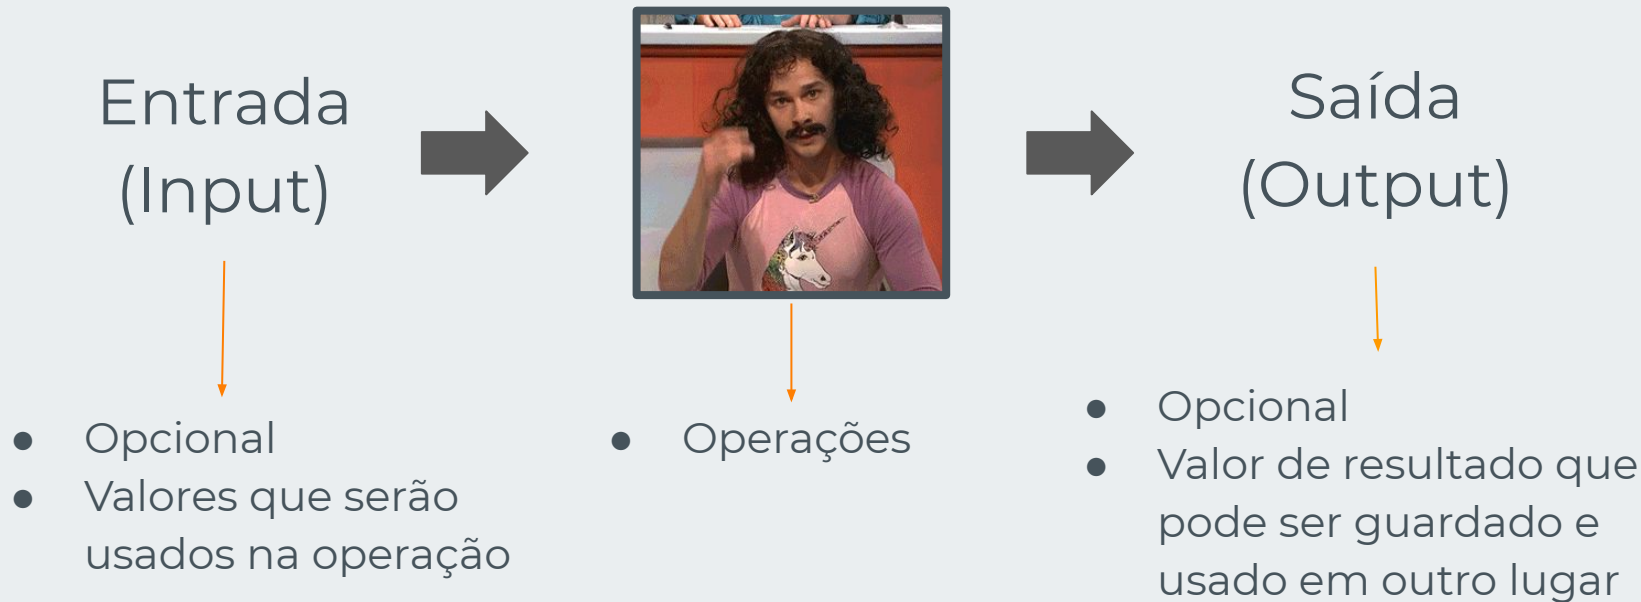 Entrada
(Input)
Saída
(Output)
● Opcional
● Valores que serão
usados na operação
● Operações
● Opcional
● Valor de resultado que
pode ser guardado e
usado em outro lugar